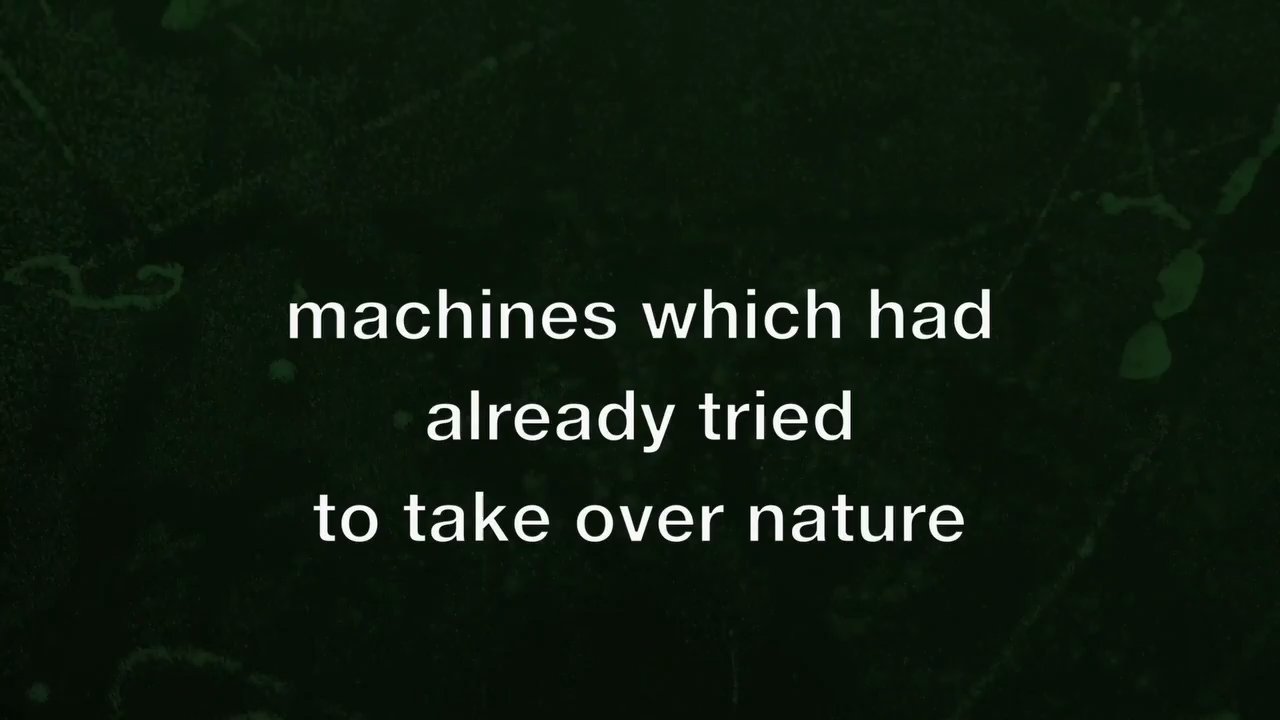 machines which had
already tried
to take over nature